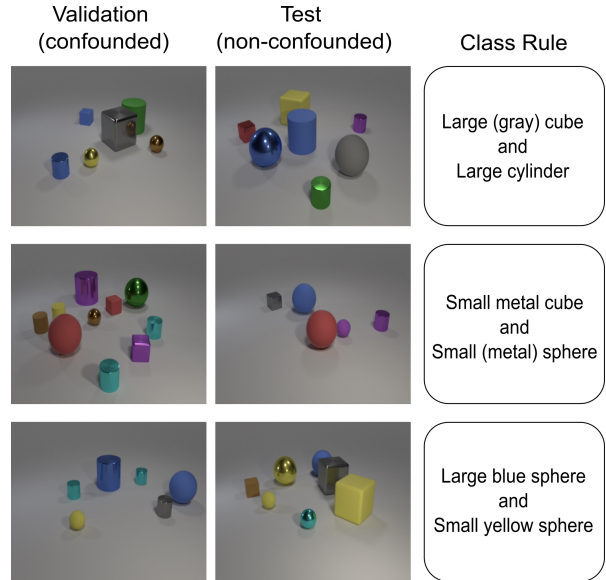 Validation
(confounded)
Test
(non-confounded)
Class Rule
Large (gray) cube
and
Large cylinder
Small metal cube
and
Small (metal) sphere
Large blue sphere
and
Small yellow sphere